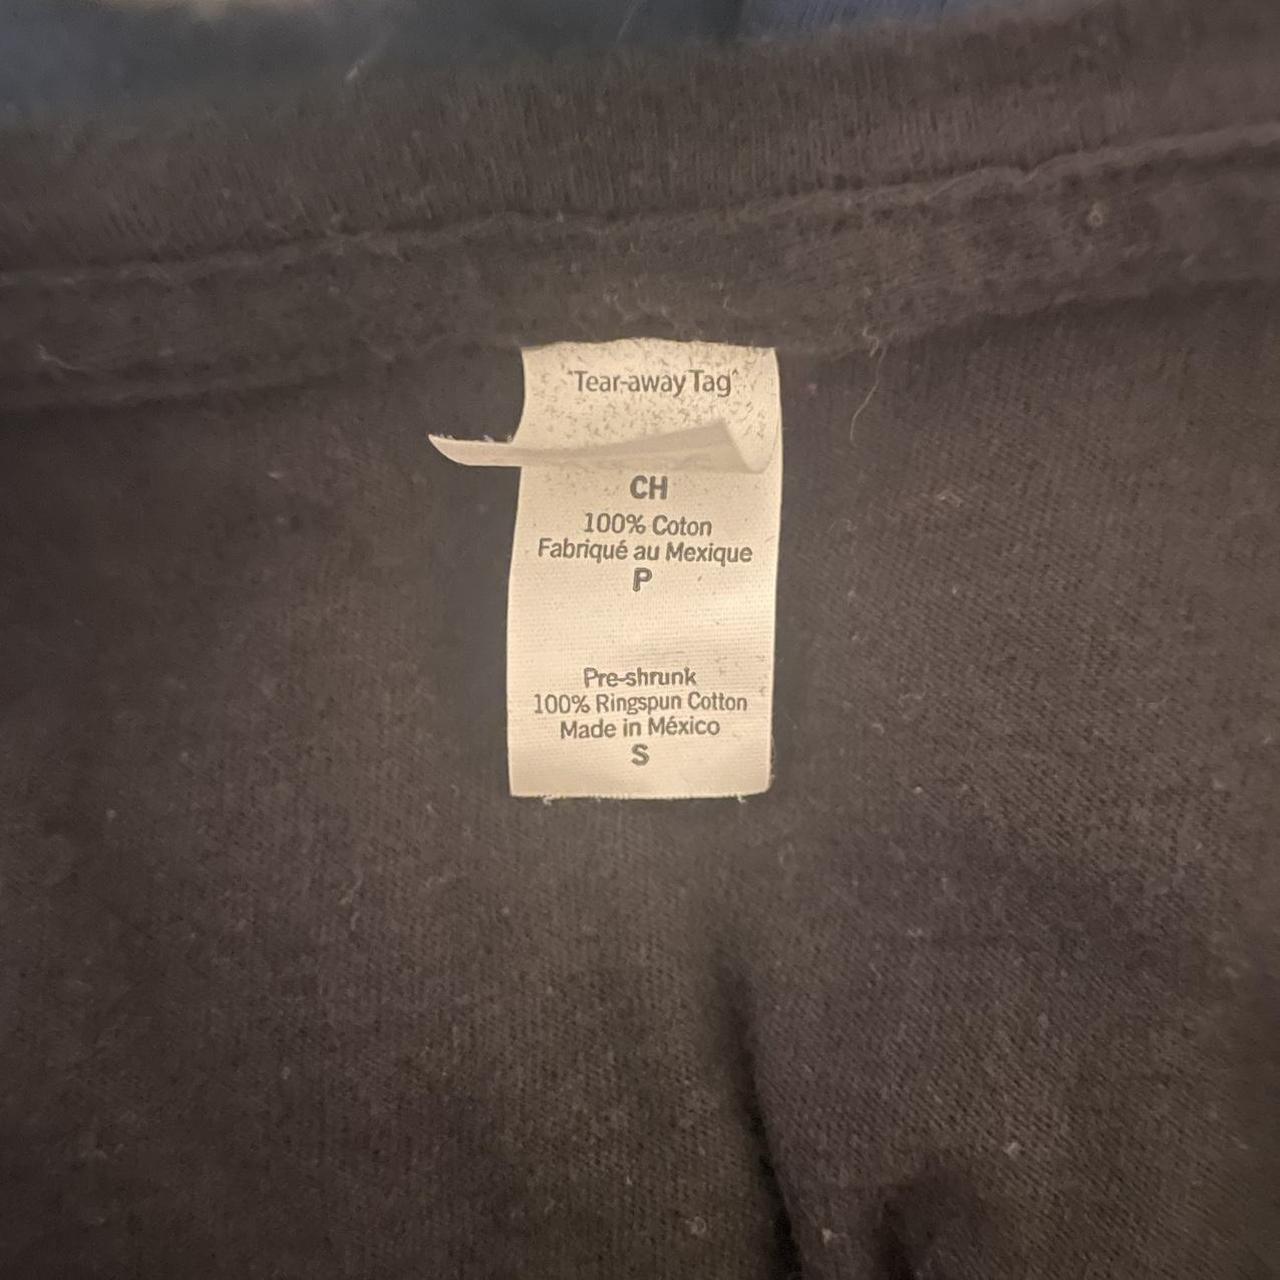 Tear-away Tag
CH
100% Coton
Fabriqué au Mexique
P
Pre-shrunk
100% Ringspun Cotton
Made in México
S